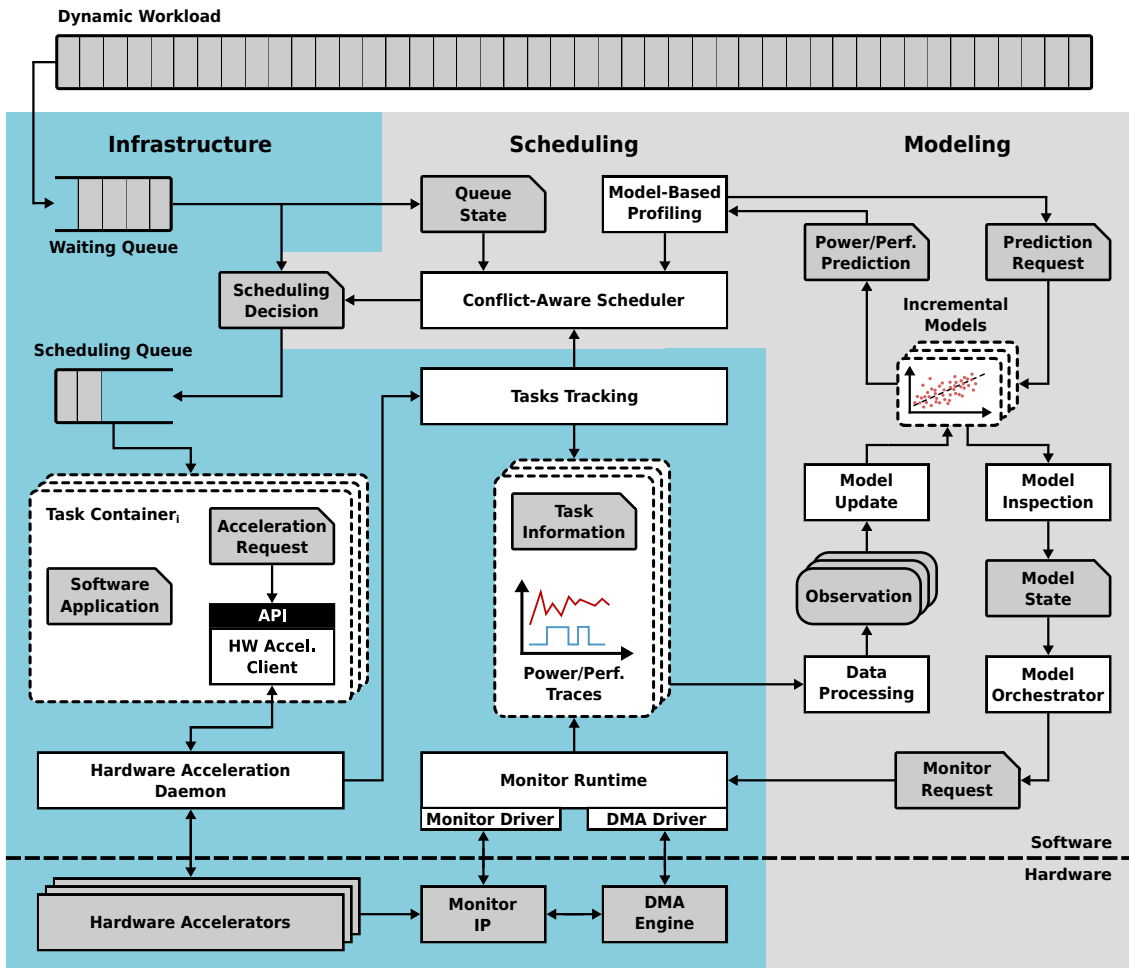 Dynamic Workload
Infrastructure
Scheduling
Modeling
Waiting Queue
Queue
State
Model-Based
Profiling
Power/Perf.
Prediction
Prediction
Request
Scheduling
Decision
Conflict-Aware Scheduler
Incremental
Models
Scheduling Queue
Tasks Tracking
Task Containerᵢ
Acceleration
Request
Software
Application
API
HW Accel.
Client
Task
Information
Power/Perf.
Traces
Model
Update
Model
Inspection
Observation
Model
State
Data
Processing
Model
Orchestrator
Hardware Acceleration
Daemon
Monitor Runtime
Monitor Driver
DMA Driver
Monitor
Request
Software
Hardware
Hardware Accelerators
Monitor
IP
DMA
Engine